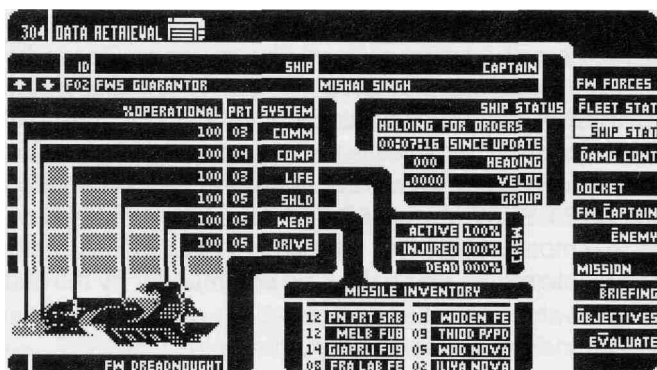 304 DATA RETRIEVAL
ID SHIP CAPTAIN
F02 FWS GUARANTOR MISHAI SINGH
%OPERATIONAL PRT SYSTEM
100 03 COMM
100 04 COMP
100 03 LIFE
100 05 SHLD
100 05 WEAP
100 05 DRIVE
FW DREADNOUGHT
SHIP STATUS
HOLDING FOR ORDERS
00:07:16 SINCE UPDATE
000 HEADING
.0000 VELOC
GROUP
ACTIVE 100%
INJURED 000%
DEAD 000%
CREW
MISSILE INVENTORY
12 PN PRT SRB 09 WODEN FE
12 MELB FUB 09 THIOD P/PD
14 GIAPRLI FUS 05 WOD NOVA
08 FRA LAB FE 02 ILIYA NOVA
FW FORCES
FLEET STAT
SHIP STAT
DAMG CONT
DOCKET
FW CAPTAIN
ENEMY
MISSION
BRIEFING
OBJECTIVES
EVALUATE